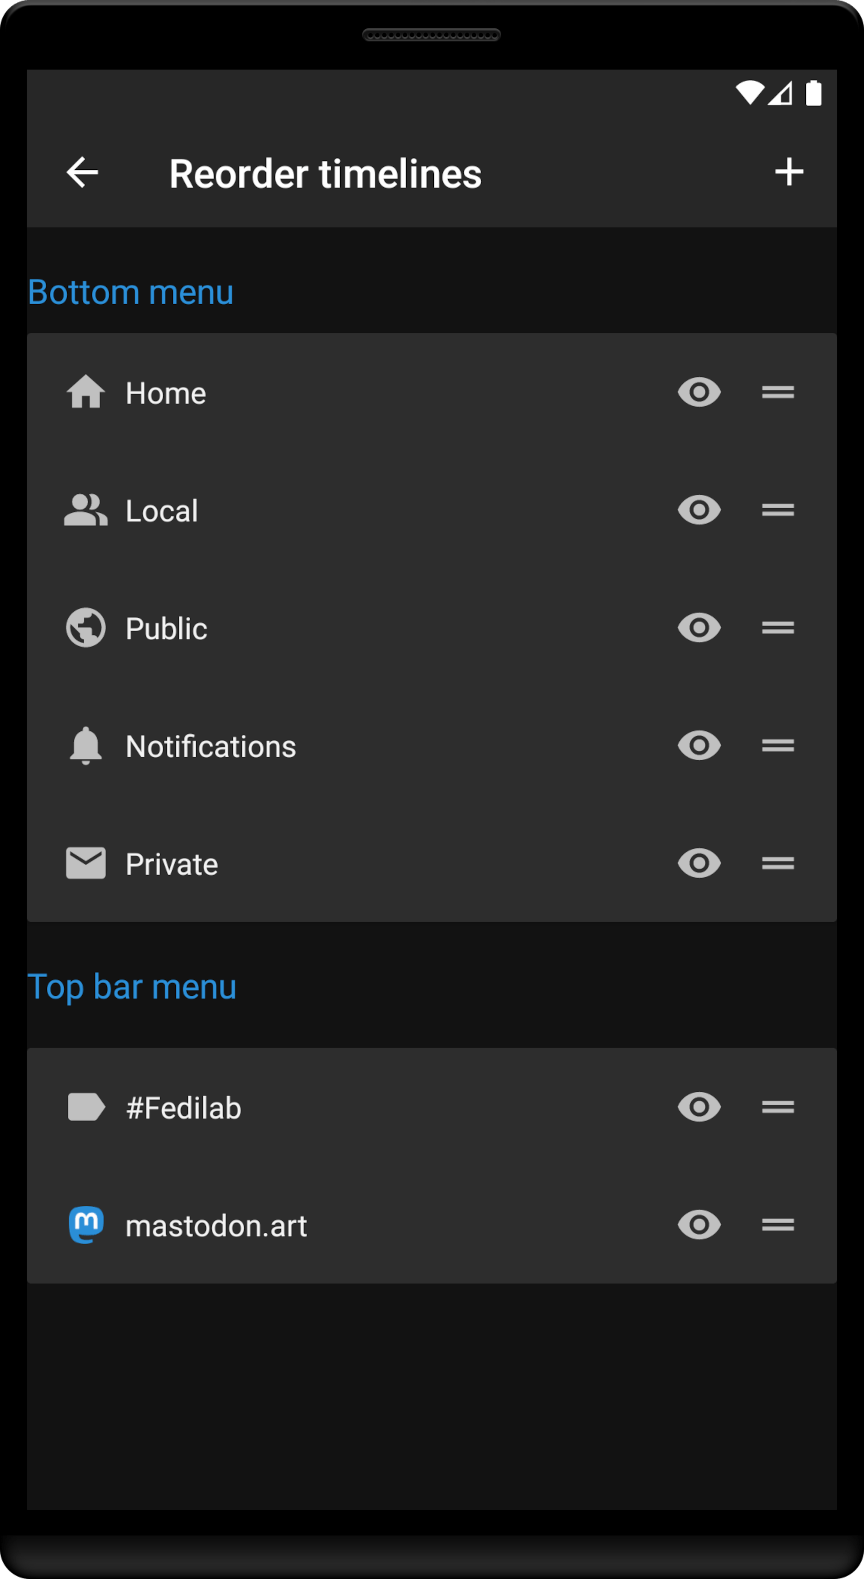 Reorder timelines
Bottom menu
Home
Local
Public
Notifications
Private
Top bar menu
#Fedilab
mastodon.art